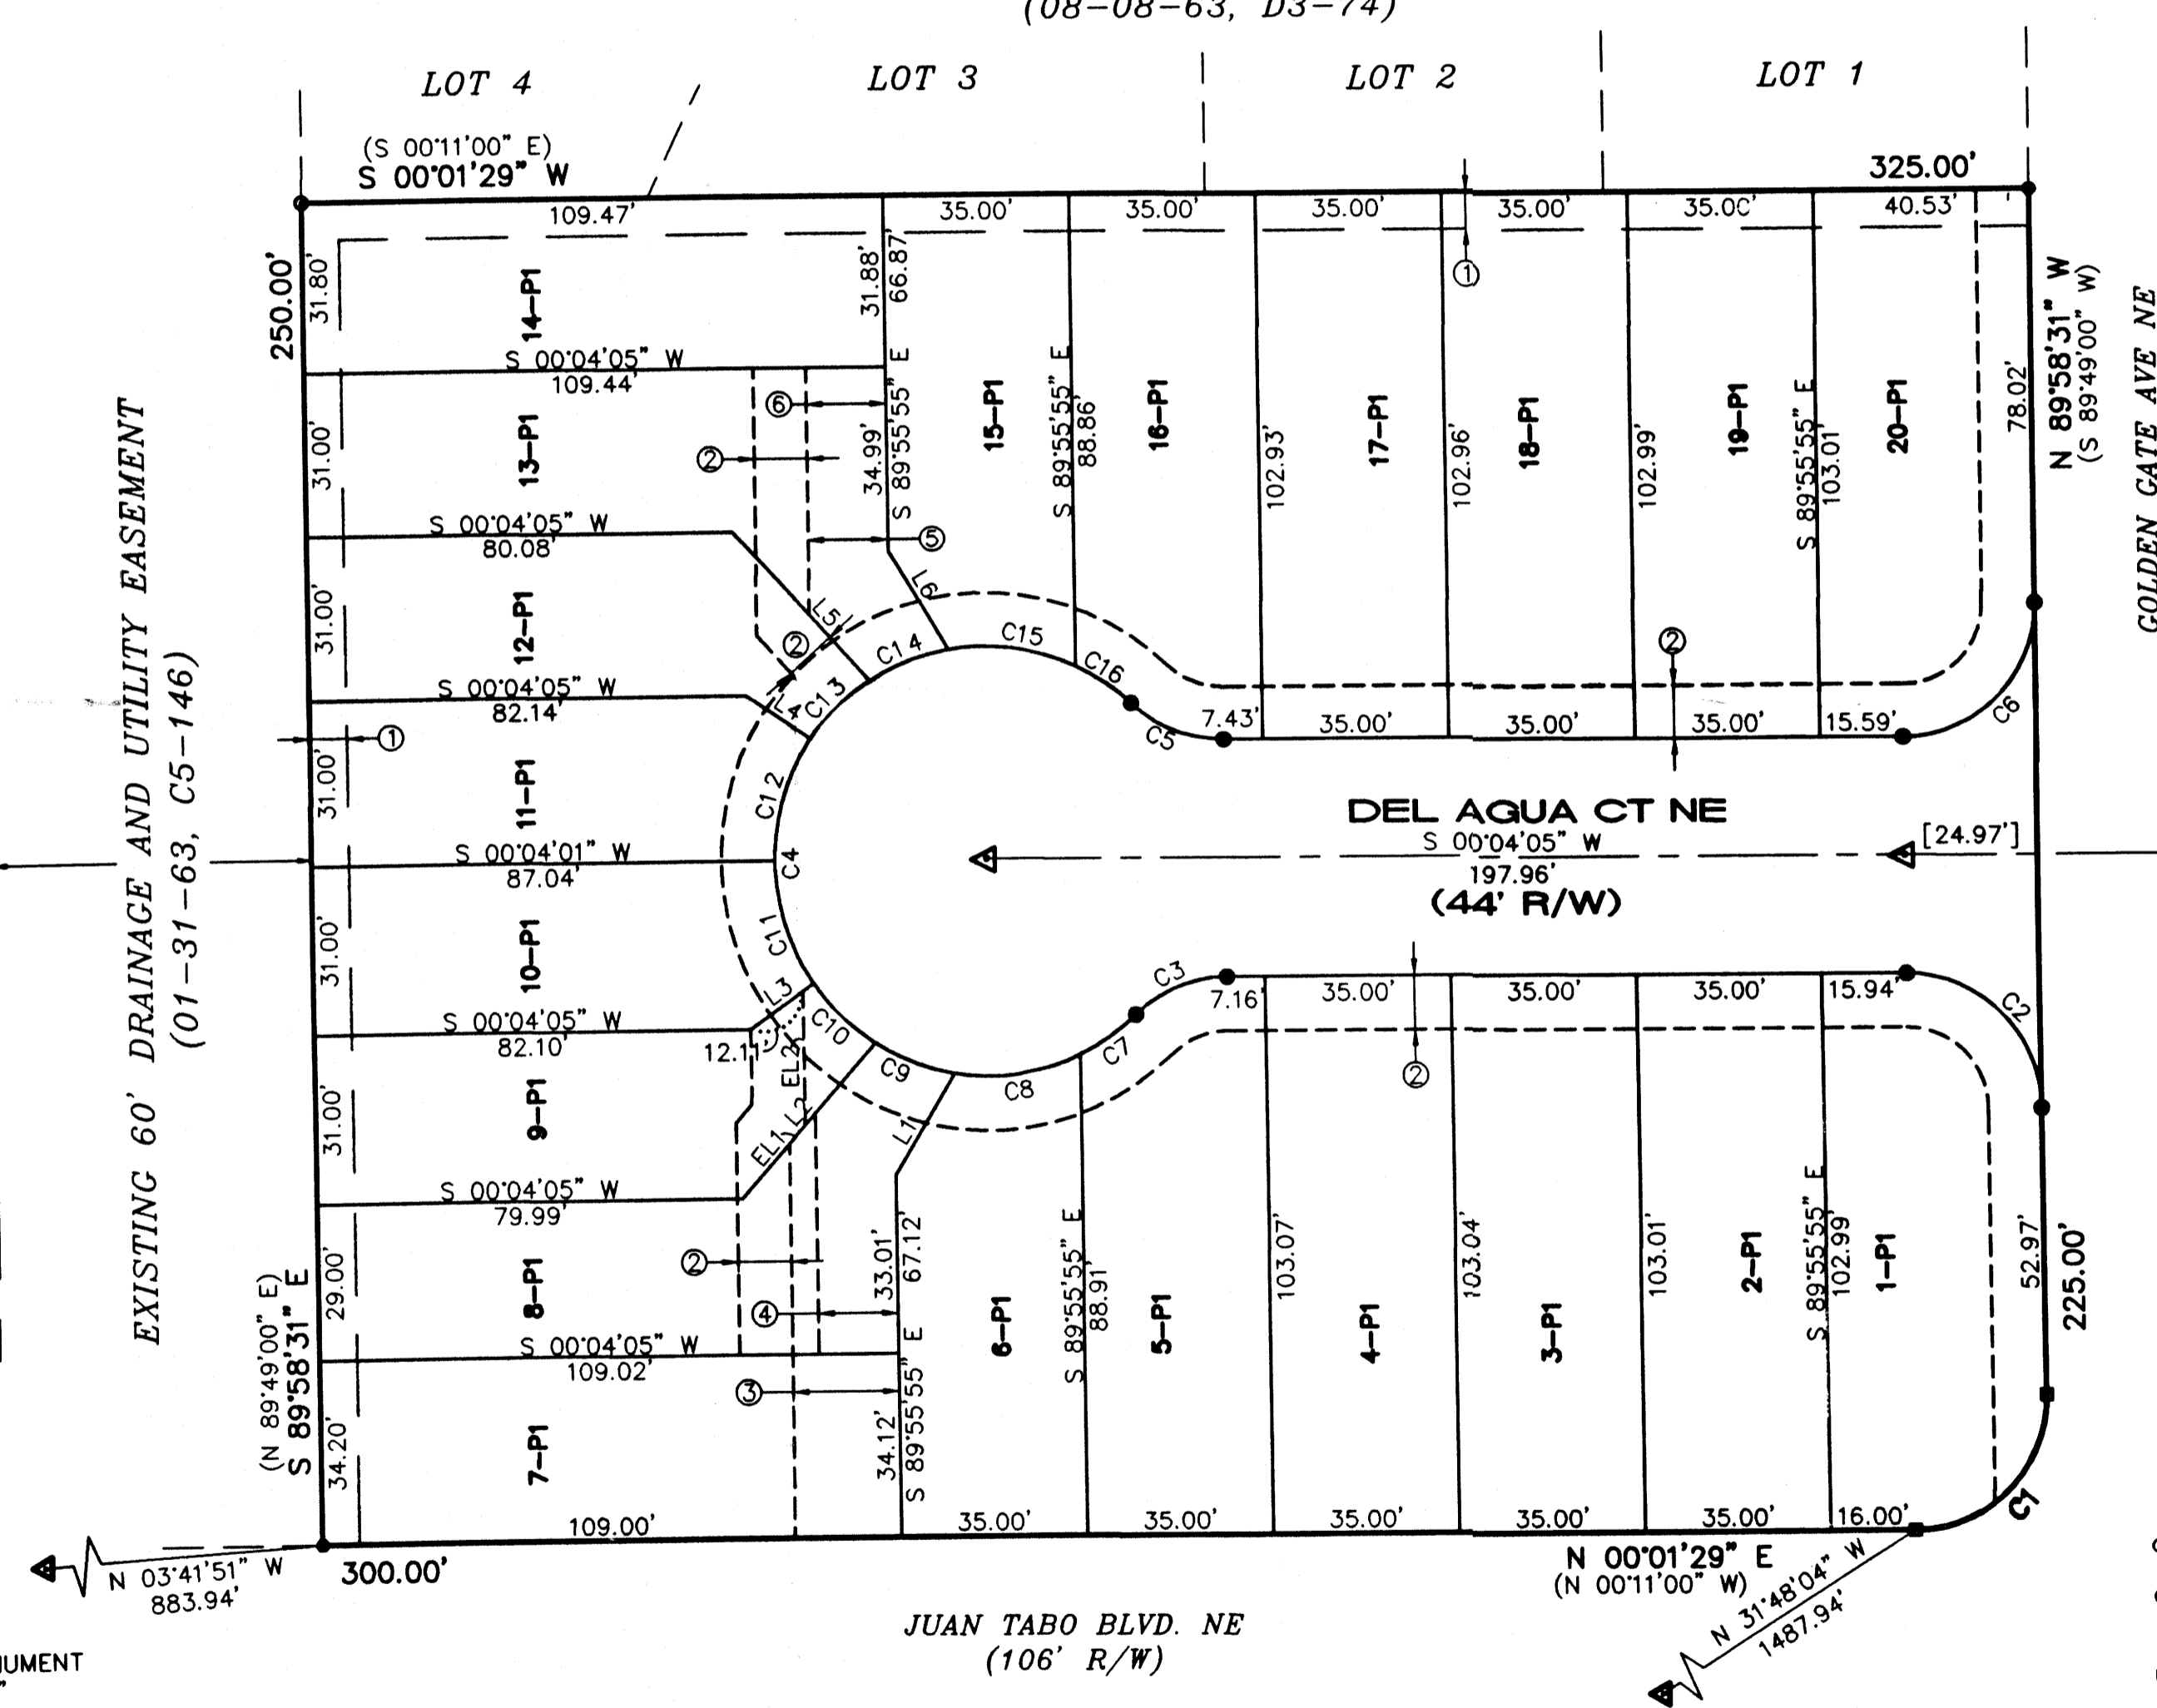 (08-08-63, D3-74)
LOT 4
LOT 3
LOT 2
LOT 1
(S 00°11'00" E)
S 00°01'29" W
325.00'
109.47'
35.00'
35.00'
35.00'
35.00'
35.00'
40.53'
250.00'
31.80'
14-P1
31.88'
66.87'
①
S 00°04'05" W
109.44'
31.00'
13-P1
⑥
②
34.99'
S 89°55'55" E
15-P1
S 89°55'55" E
88.86'
16-P1
102.93'
17-P1
102.96'
18-P1
102.99'
19-P1
S 89°55'55" E
103.01'
20-P1
78.02'
N 89°58'31" W
(S 89°49'00" W)
GOLDEN GATE AVE NE
S 00°04'05" W
80.08'
⑤
31.00'
12-P1
L5
L6
②
C14
C15
C16
②
S 00°04'05" W
82.14'
L4
C13
C5
7.43'
35.00'
35.00'
35.00'
15.59'
C6
①
31.00'
11-P1
C12
EXISTING 60' DRAINAGE AND UTILITY EASEMENT
(01-31-63, C5-146)
DEL AGUA CT NE
S 00°04'05" W
197.96'
(44' R/W)
[24.97']
S 00°04'01" W
87.04'
C4
31.00'
10-P1
C11
C3
7.16'
35.00'
35.00'
35.00'
15.94'
C2
L3
S 00°04'05" W
82.10'
12.11'
C10
EL2
C9
C8
C7
②
31.00'
9-P1
EL1
L2
L1
S 00°04'05" W
79.99'
29.00'
8-P1
②
④
33.01'
67.12'
6-P1
S 89°55'55" E
88.91'
5-P1
103.07'
4-P1
103.04'
3-P1
103.01'
2-P1
S 89°55'55" E
102.99'
1-P1
52.97'
225.00'
(N 89°49'00" E)
S 89°58'31" E
S 00°04'05" W
109.02'
③
34.20'
7-P1
34.12'
S 89°55'55" E
109.00'
35.00'
35.00'
35.00'
35.00'
35.00'
16.00'
C1
300.00'
N 00°01'29" E
(N 00°11'00" W)
N 03°41'51" W
883.94'
N 31°48'04" W
1487.94'
JUAN TABO BLVD. NE
(106' R/W)
UMENT
"